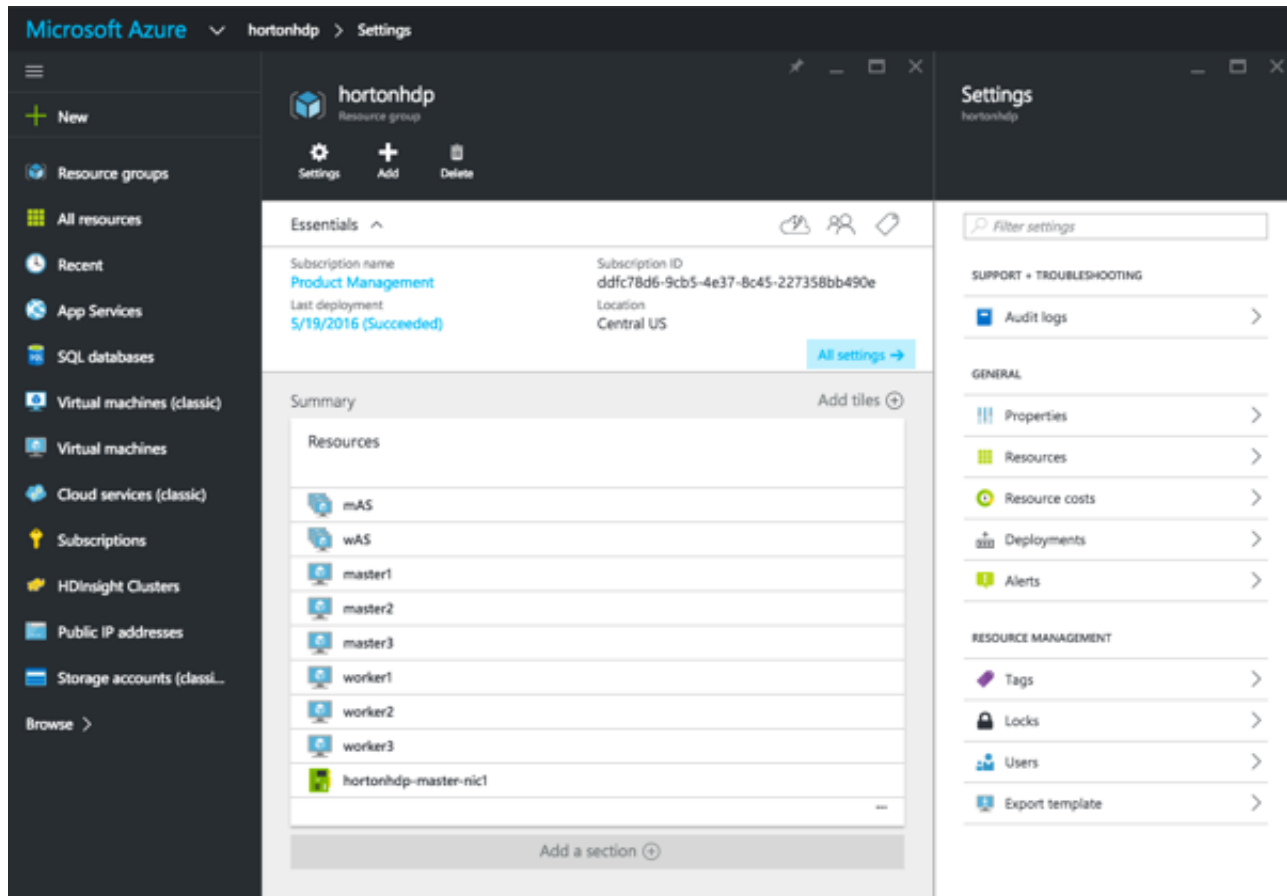 Microsoft Azure hortonhdp > Settings
New
Resource groups
All resources
Recent
App Services
SQL databases
Virtual machines (classic)
Virtual machines
Cloud services (classic)
Subscriptions
HDInsight Clusters
Public IP addresses
Storage accounts (classi...
Browse >
hortonhdp
Resource group
Settings Add Delete
Essentials
Subscription name
Product Management
Last deployment
5/19/2016 (Succeeded)
Subscription ID
ddfc78d6-9cb5-4e37-8c45-227358bb490e
Location
Central US
All settings →
Summary
Add tiles
Resources
mAS
wAS
master1
master2
master3
worker1
worker2
worker3
hortonhdp-master-nic1
...
Add a section
Settings
hortonhdp
Filter settings
SUPPORT + TROUBLESHOOTING
Audit logs
GENERAL
Properties
Resources
Resource costs
Deployments
Alerts
RESOURCE MANAGEMENT
Tags
Locks
Users
Export template